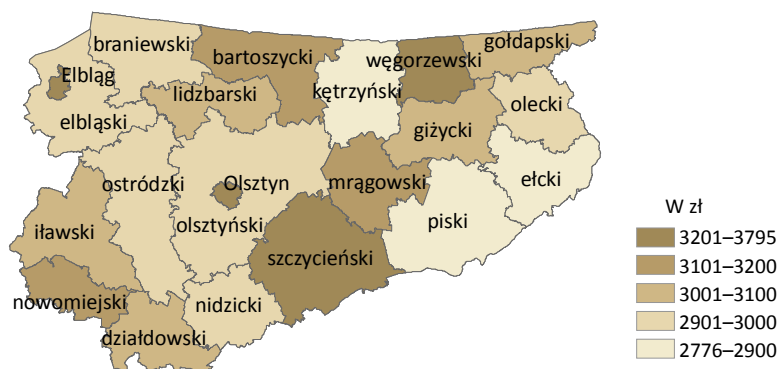 braniewski
gołdapski
bartoszycki
węgorzewski
Elbląg
kętrzyński
lidzbarski
olecki
elbląski
giżycki
ostródzki
Olsztyn
mrągowski
ełcki
iławski
olsztyński
piski
szczycieński
nowomiejski
nidzicki
działdowski
W zł
3201–3795
3101–3200
3001–3100
2901–3000
2776–2900